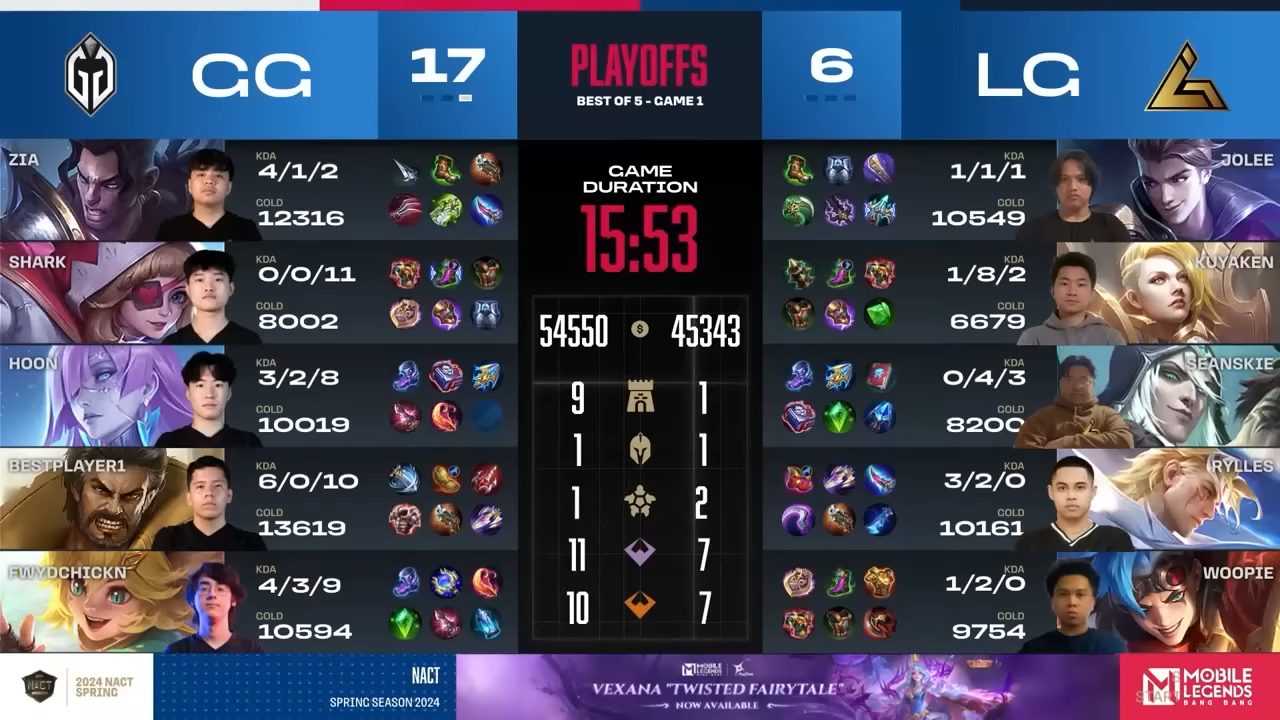 GG
17
PLAYOFFS
BEST OF 5 - GAME 1
6
LG
ZIA
KDA
4/1/2
GOLD
12316
SHARK
KDA
0/0/11
GOLD
8002
HOON
KDA
3/2/8
GOLD
10019
BESTPLAYER1
KDA
6/0/10
GOLD
13619
FWYDCHICKN
KDA
4/3/9
GOLD
10594
GAME
DURATION
15:53
54550 45343
9 1
1 1
1 2
11 7
10 7
KDA
1/1/1
GOLD
10549
JOLEE
KDA
1/8/2
GOLD
6679
KUYAKEN
KDA
0/4/3
GOLD
8200
SEANSKIE
KDA
3/2/0
GOLD
10161
RYLLES
KDA
1/2/0
GOLD
9754
WOOPIE
NACT
2024 NACT
SPRING
NACT
SPRING SEASON 2024
MOBILE
LEGENDS
BANG BANG
VEXANA "TWISTED FAIRYTALE"
NOW AVAILABLE
MOBILE
LEGENDS
BANG BANG